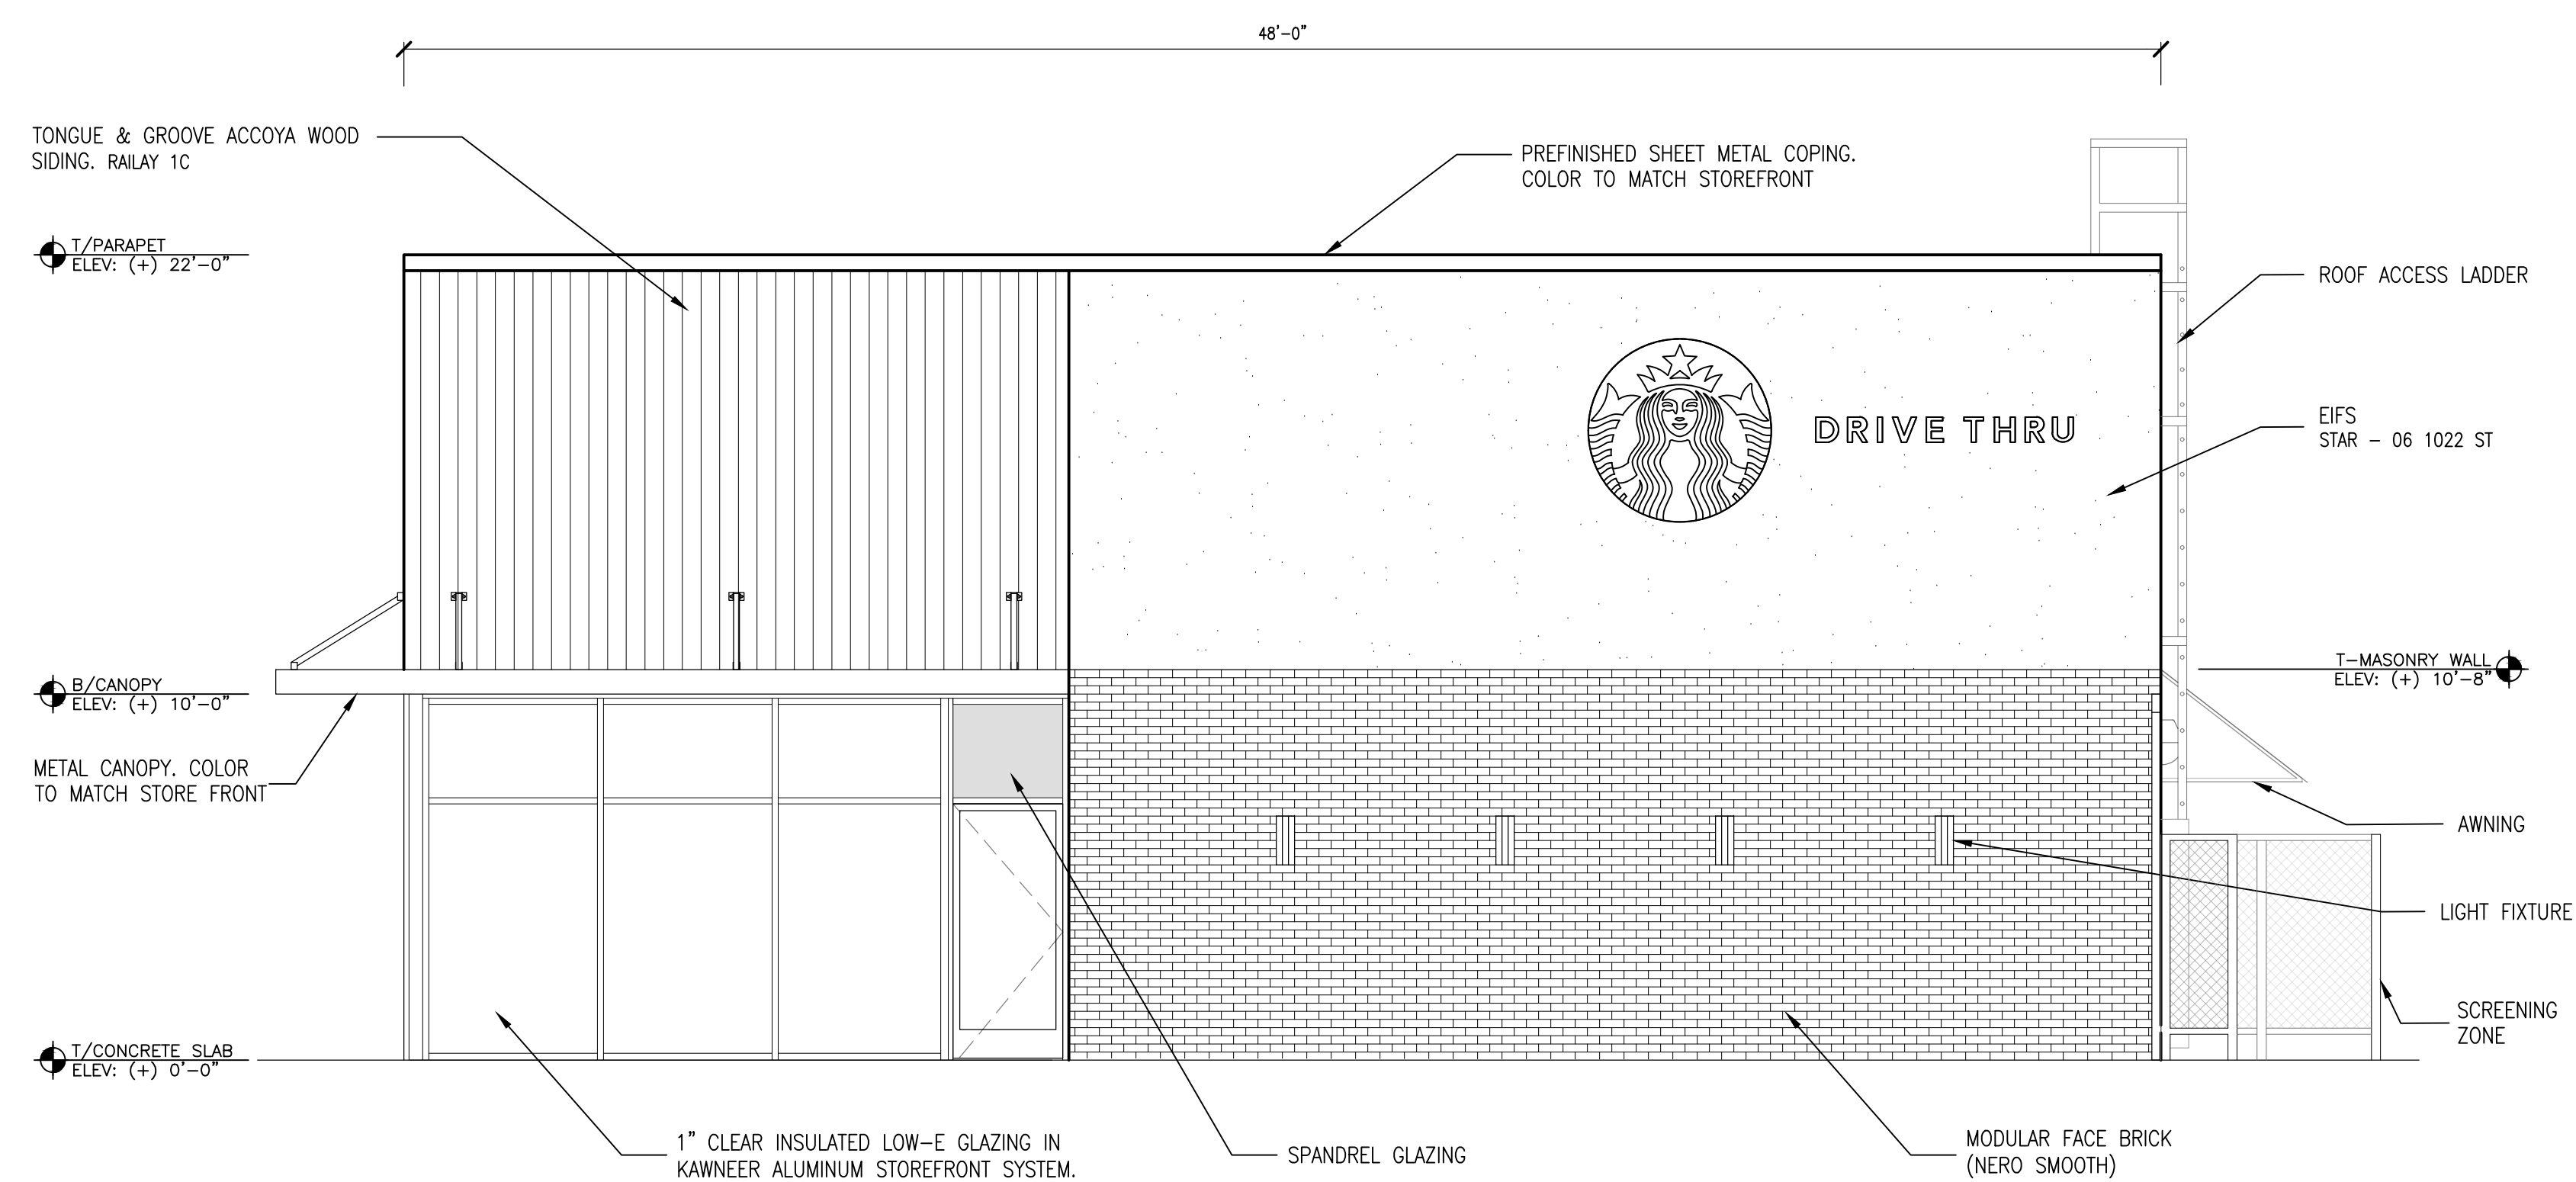 48'-0"
TONGUE & GROOVE ACCOYA WOOD
SIDING. RAILAY 1C
PREFINISHED SHEET METAL COPING.
COLOR TO MATCH STOREFRONT
T/PARAPET
ELEV: (+) 22'-0"
ROOF ACCESS LADDER
DRIVE THRU
EIFS
STAR – 06 1022 ST
B/CANOPY
ELEV: (+) 10'-0"
T-MASONRY WALL
ELEV: (+) 10'-8"
METAL CANOPY. COLOR
TO MATCH STORE FRONT
AWNING
LIGHT FIXTURE
SCREENING
ZONE
T/CONCRETE SLAB
ELEV: (+) 0'-0"
1" CLEAR INSULATED LOW-E GLAZING IN
KAWNEER ALUMINUM STOREFRONT SYSTEM.
SPANDREL GLAZING
MODULAR FACE BRICK
(NERO SMOOTH)